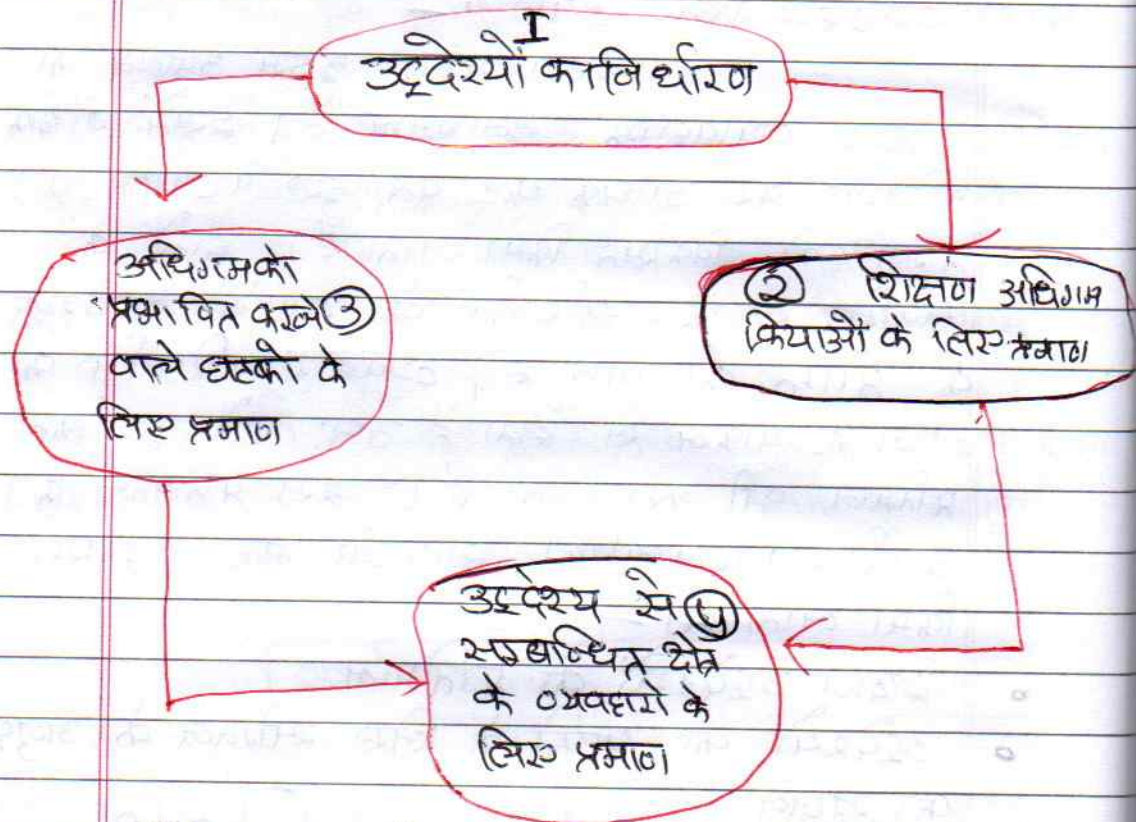 I
उद्देश्यों का निर्धारण
अधिगम को
प्रभावित करने ③
वाले घटको के
लिए प्रमाण
② शिक्षण अधिगम
क्रियाओं के लिए प्रमाण
उद्देश्य से ④
सम्बन्धित क्षेत्र
के व्यवहारो के
लिए प्रमाण